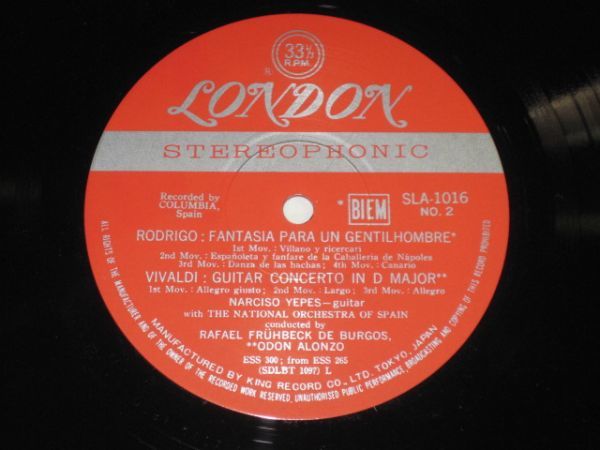 33 1/3
R.P.M.
R.
LONDON
STEREOPHONIC
Recorded by
COLUMBIA,
Spain
* BIEM
SLA-1016
NO. 2
RODRIGO : FANTASIA PARA UN GENTILHOMBRE*
1st Mov. : Villano y ricercari
2nd Mov. : Españoleta y fanfare de la Caballeria de Nápoles
3rd Mov. : Danza de las hachas; 4th Mov. : Canario
VIVALDI : GUITAR CONCERTO IN D MAJOR**
1st Mov. : Allegro giusto; 2nd Mov. : Largo; 3rd Mov. : Allegro
NARCISO YEPES—guitar
with THE NATIONAL ORCHESTRA OF SPAIN
conducted by
RAFAEL FRÜHBECK DE BURGOS,
**ODON ALONZO
ESS 300; from ESS 265
(SDLBT 1097) L
MANUFACTURED BY KING RECORD CO., LTD. TOKYO, JAPAN
ALL RIGHTS OF THE MANUFACTURER AND OF THE OWNER OF THE RECORDED WORK RESERVED. UNAUTHORISED PUBLIC PERFORMANCE, BROADCASTING AND COPYING OF THIS RECORD PROHIBITED